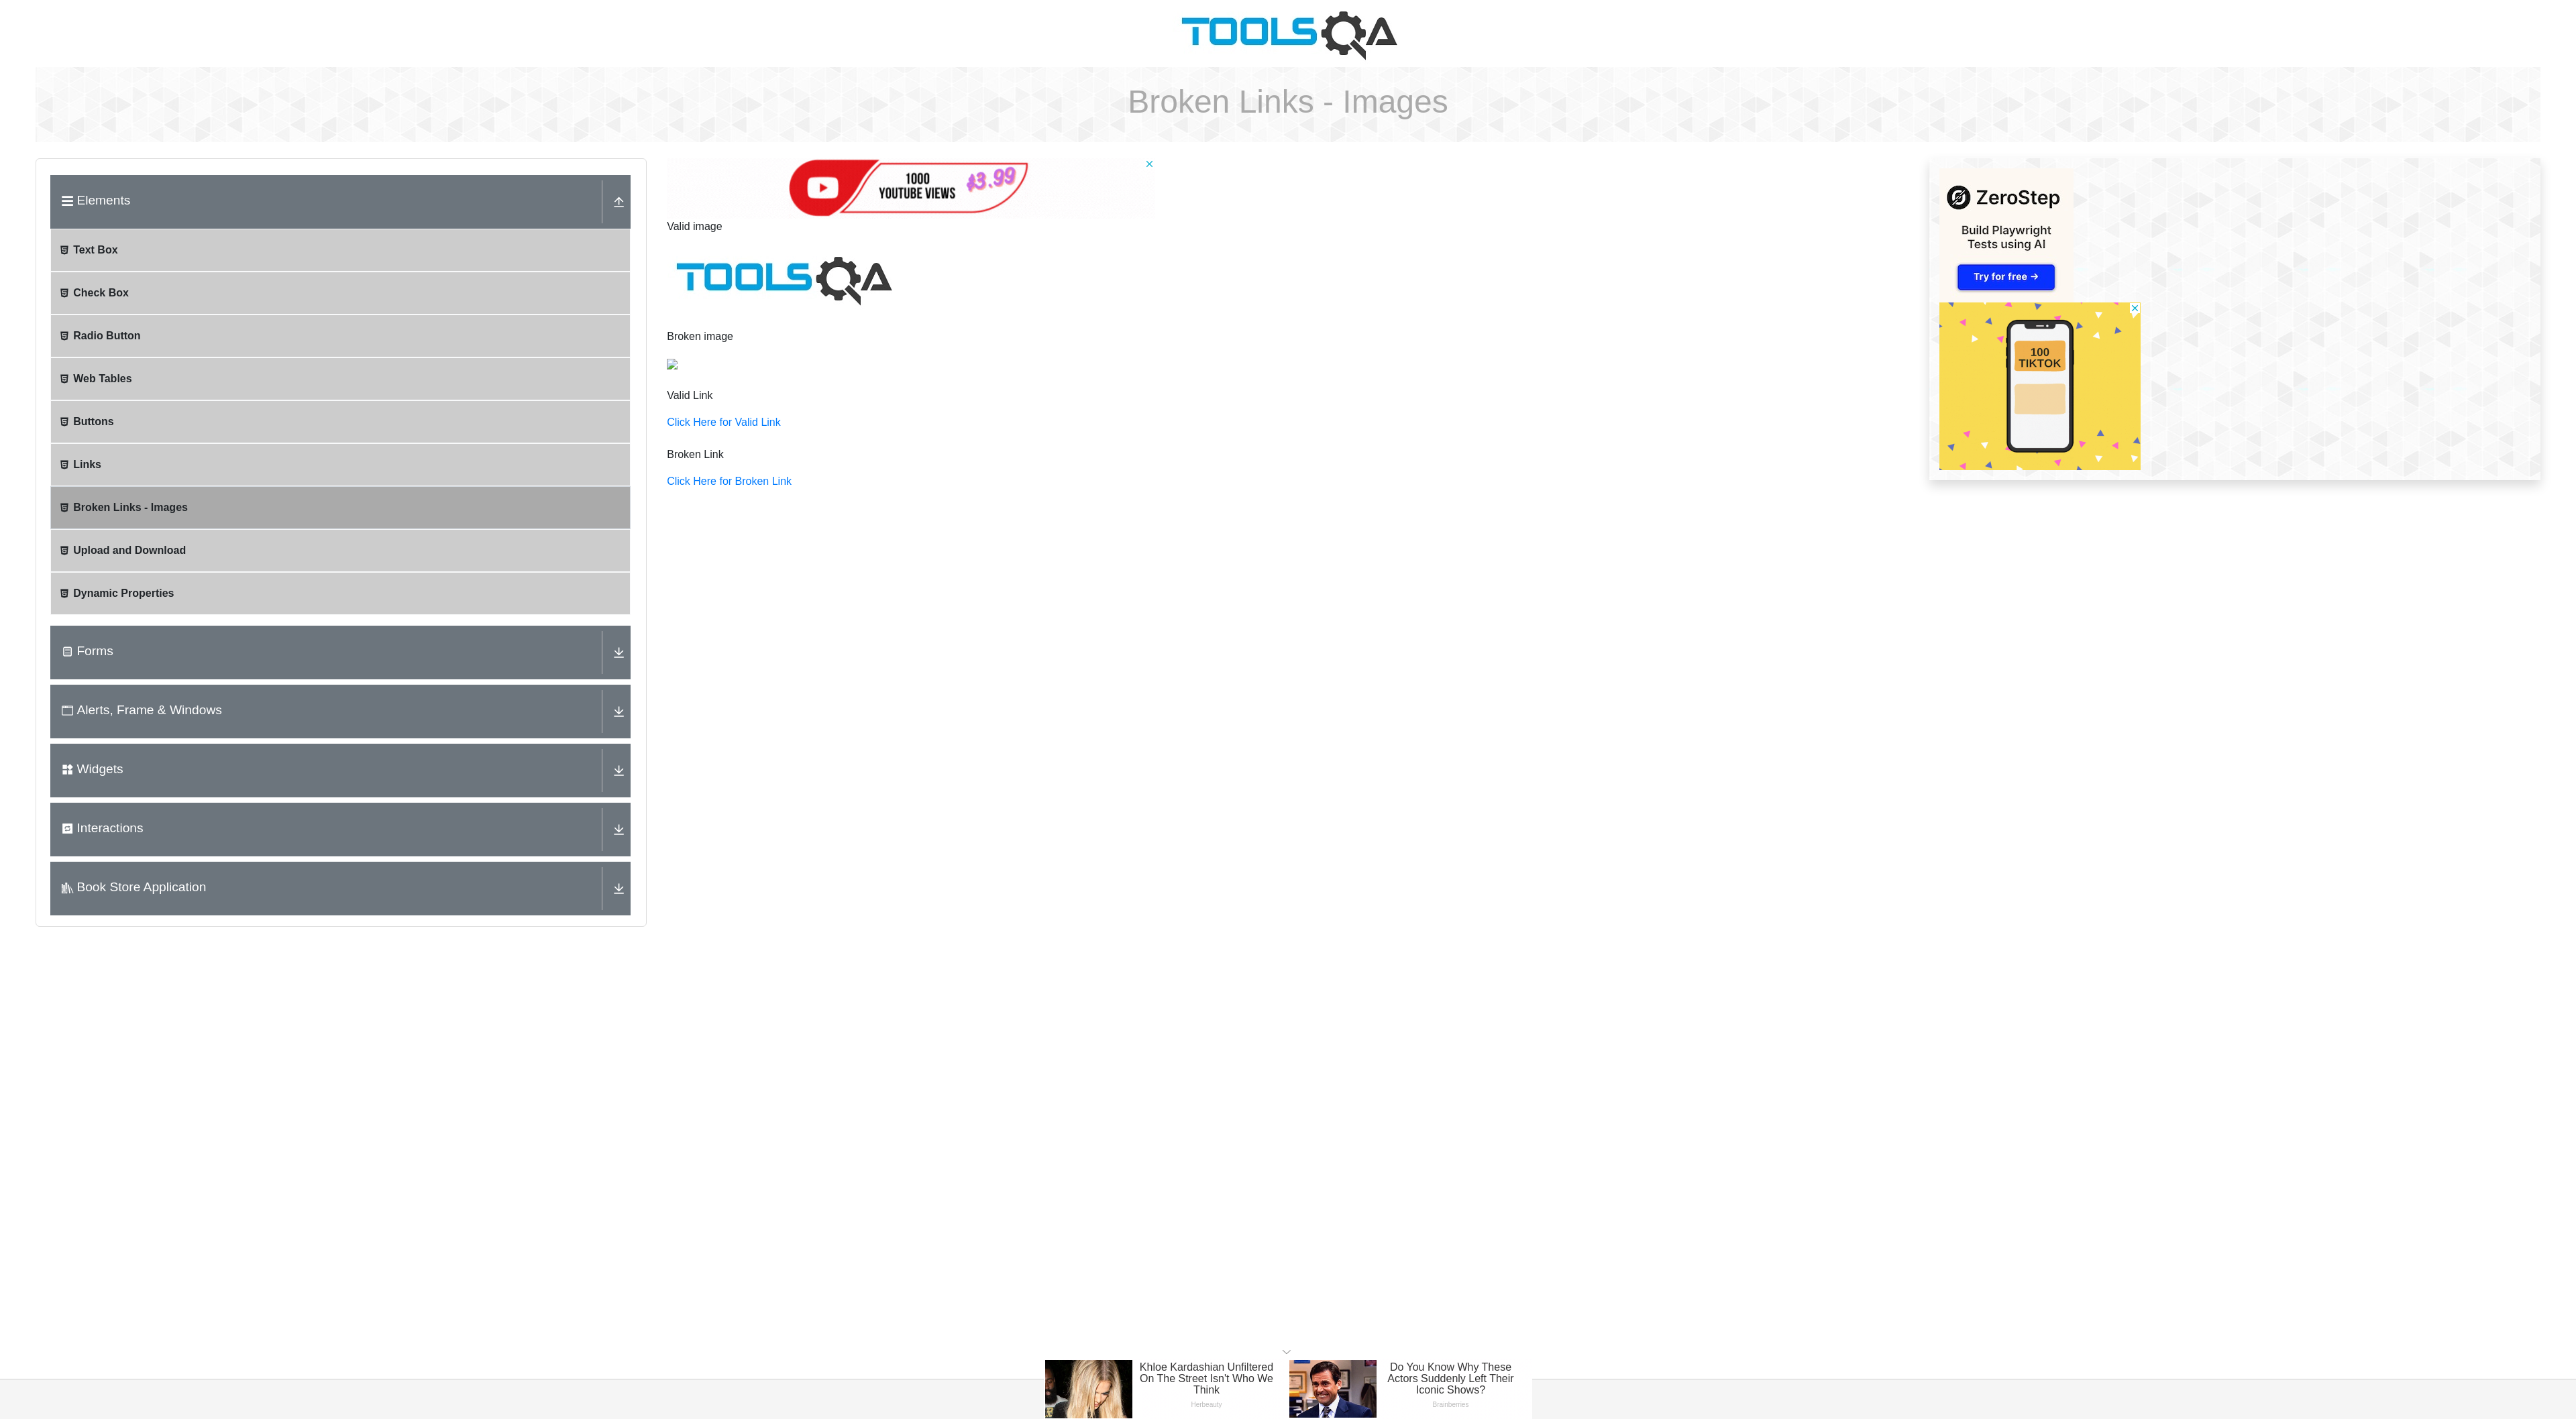 TOOLSQA
Broken Links - Images
Elements
Text Box
Check Box
Radio Button
Web Tables
Buttons
Links
Broken Links - Images
Upload and Download
Dynamic Properties
Forms
Alerts, Frame & Windows
Widgets
Interactions
Book Store Application
1000
YOUTUBE VIEWS
$3.99
Valid image
TOOLSQA
Broken image
Valid Link
Click Here for Valid Link
Broken Link
Click Here for Broken Link
ZeroStep
Build Playwright
Tests using AI
Try for free →
100
TIKTOK
Khloe Kardashian Unfiltered
On The Street Isn't Who We
Think
Herbeauty
Do You Know Why These
Actors Suddenly Left Their
Iconic Shows?
Brainberries